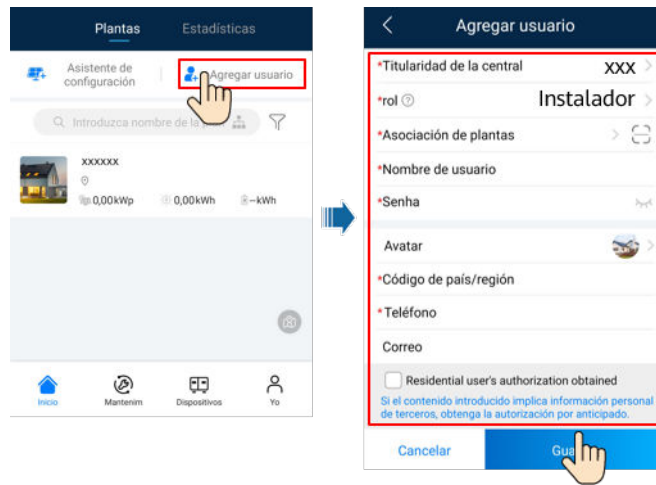 Plantas Estadísticas
Asistente de
configuración
Agregar usuario
Introduzca nombre de la
xxxxxx
0,00kWp 0,00kWh –kWh
Inicio Mantenim Dispositivos Yo
Agregar usuario
*Titularidad de la central xxx
*rol Instalador
*Asociación de plantas
*Nombre de usuario
*Senha
Avatar
*Código de país/región
*Teléfono
Correo
Residential user's authorization obtained
Si el contenido introducido implica información personal
de terceros, obtenga la autorización por anticipado.
Cancelar